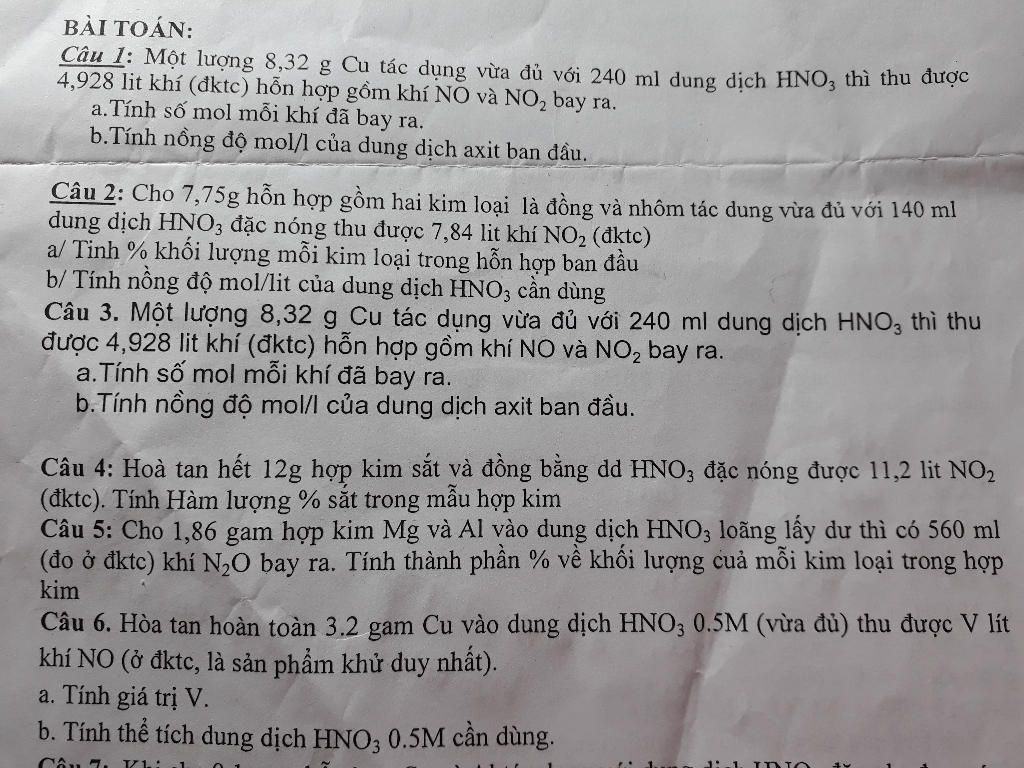 BÀI TOÁN:
Câu 1: Một lượng 8,32 g Cu tác dụng vừa đủ với 240 ml dung dịch HNO₃ thì thu được
4,928 lit khí (đktc) hỗn hợp gồm khí NO và NO₂ bay ra.
a.Tính số mol mỗi khí đã bay ra.
b.Tính nồng độ mol/l của dung dịch axit ban đầu.
Câu 2: Cho 7,75g hỗn hợp gồm hai kim loại là đồng và nhôm tác dung vừa đủ với 140 ml
dung dịch HNO₃ đặc nóng thu được 7,84 lit khí NO₂ (đktc)
a/ Tinh % khối lượng mỗi kim loại trong hỗn hợp ban đầu
b/ Tính nồng độ mol/lit của dung dịch HNO₃ cần dùng
Câu 3. Một lượng 8,32 g Cu tác dụng vừa đủ với 240 ml dung dịch HNO₃ thì thu
được 4,928 lit khí (đktc) hỗn hợp gồm khí NO và NO₂ bay ra.
a.Tính số mol mỗi khí đã bay ra.
b.Tính nồng độ mol/l của dung dịch axit ban đầu.
Câu 4: Hoà tan hết 12g hợp kim sắt và đồng bằng dd HNO₃ đặc nóng được 11,2 lit NO₂
(đktc). Tính Hàm lượng % sắt trong mẫu hợp kim
Câu 5: Cho 1,86 gam hợp kim Mg và Al vào dung dịch HNO₃ loãng lấy dư thì có 560 ml
(đo ở đktc) khí N₂O bay ra. Tính thành phần % về khối lượng cuả mỗi kim loại trong hợp
kim
Câu 6. Hòa tan hoàn toàn 3.2 gam Cu vào dung dịch HNO₃ 0.5M (vừa đủ) thu được V lít
khí NO (ở đktc, là sản phẩm khử duy nhất).
a. Tính giá trị V.
b. Tính thể tích dung dịch HNO₃ 0.5M cần dùng.
Câu 7: